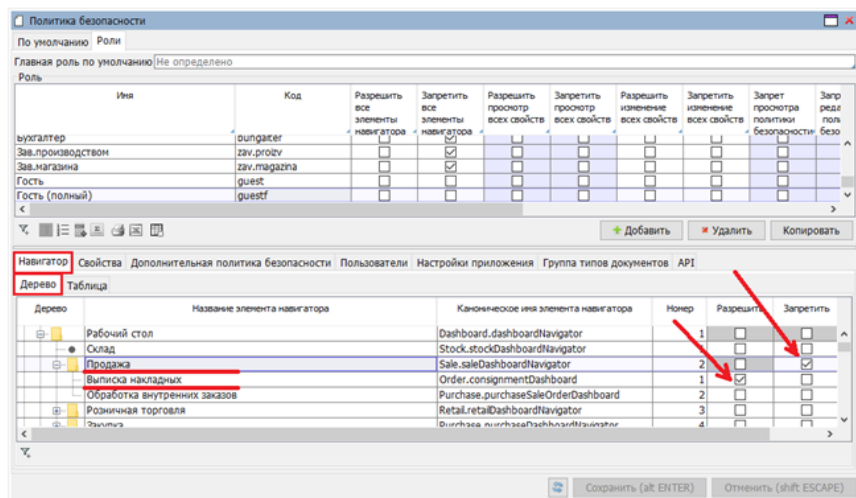 Политика безопасности
По умолчанию Роли
Главная роль по умолчанию Не определено
Роль
Имя Код Разрешить все элементы навигатора Запретить все элементы навигатора Разрешить просмотр всех свойств Запретить просмотр всех свойств Разрешить изменение всех свойств Запретить изменение всех свойств Запрет просмотра политики безопасности
Бухгалтер
Зав.производством zav.proizv
Зав.магазина zav.magazina
Гость guest
Гость (полный) guestf
Добавить Удалить Копировать
Навигатор Свойства Дополнительная политика безопасности Пользователи Настройки приложения Группа типов документов API
Дерево Таблица
Дерево Название элемента навигатора Каноническое имя элемента навигатора Номер Разрешить Запретить
Рабочий стол Dashboard.dashboardNavigator 1
Склад Stock.stockDashboardNavigator
Продажа Sale.saleDashboardNavigator 2
Выписка накладных Order.consignmentDashboard 1
Обработка внутренних заказов Purchase.purchaseSaleOrderDashboard 2
Розничная торговля Retail.retailDashboardNavigator 3
Закупка Purchase.purchaseDashboardNavigator 4
Сохранить (alt ENTER) Отменить (shift ESCAPE)